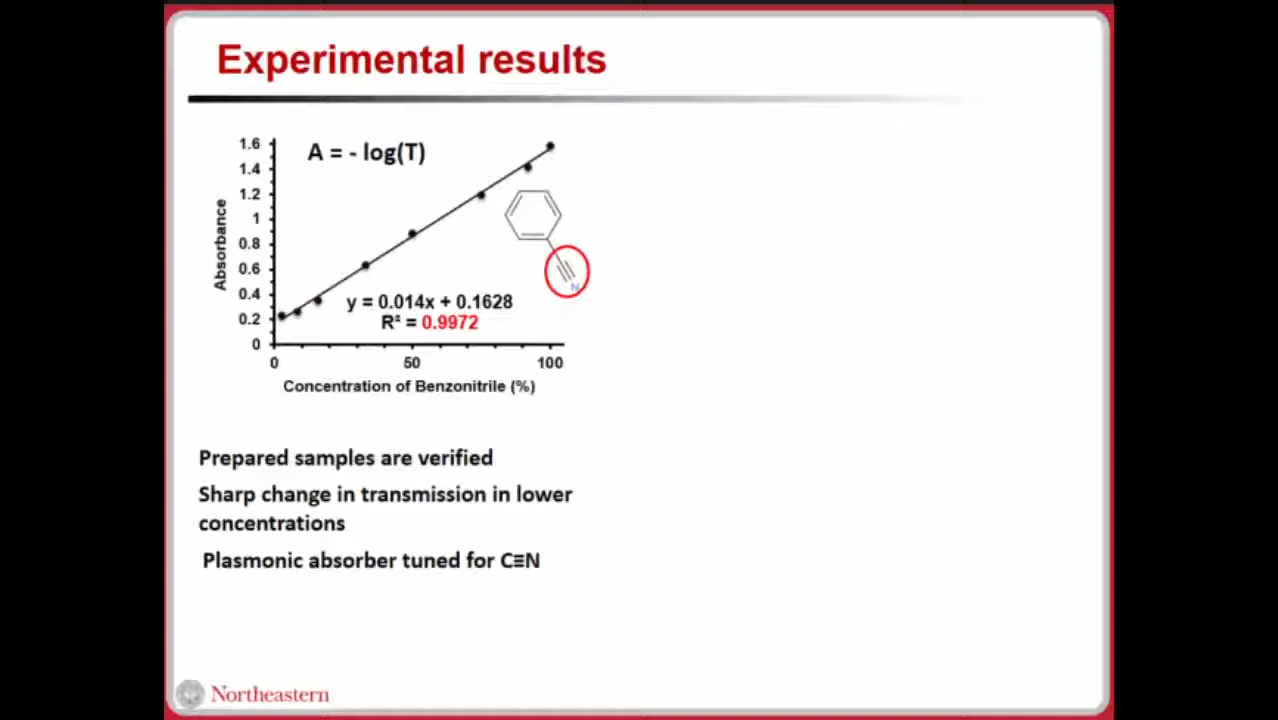 Experimental results
A = - log(T)
1.6
1.4
1.2
1
0.8
0.6
0.4
0.2
0
Absorbance
N
y = 0.014x + 0.1628
R² = 0.9972
0 50 100
Concentration of Benzonitrile (%)
Prepared samples are verified
Sharp change in transmission in lower
concentrations
Plasmonic absorber tuned for C≡N
Northeastern